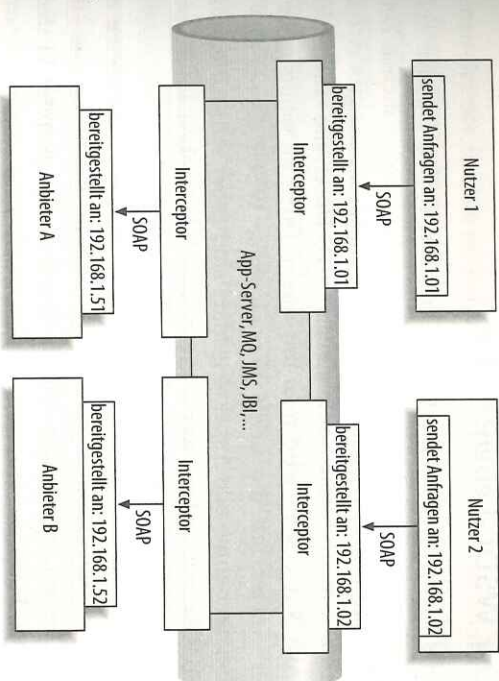 Nutzer 1
sendet Anfragen an: 192.168.1.01
SOAP
bereitgestellt an: 192.168.1.01
Interceptor
Nutzer 2
sendet Anfragen an: 192.168.1.02
SOAP
bereitgestellt an: 192.168.1.02
Interceptor
App-Server, MQ, JMS, JBI,...
Interceptor
SOAP
bereitgestellt an: 192.168.1.51
Anbieter A
Interceptor
SOAP
bereitgestellt an: 192.168.1.52
Anbieter B